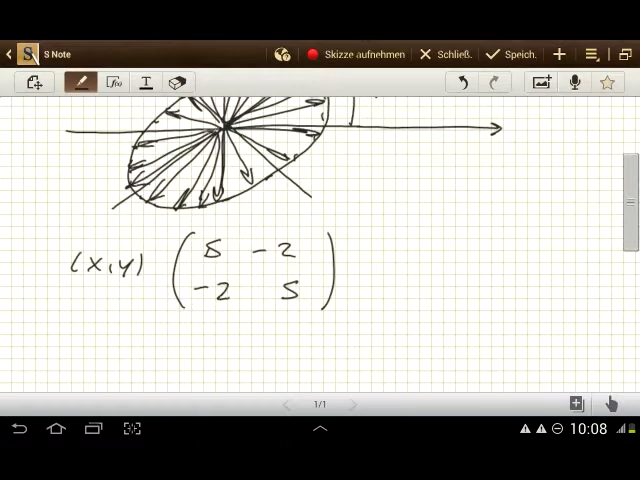 S Note
Skizze aufnehmen
Schließ.
Speich.
f(x)
T
(x,y) ( 5 -2
-2 5 )
1/1
10:08